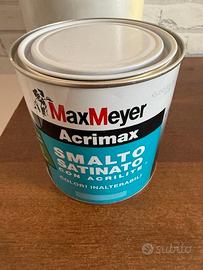 MaxMeyer
Acrimax
SMALTO
SATINATO
CON ACRILITE
COLORI INALTERABILI
subito